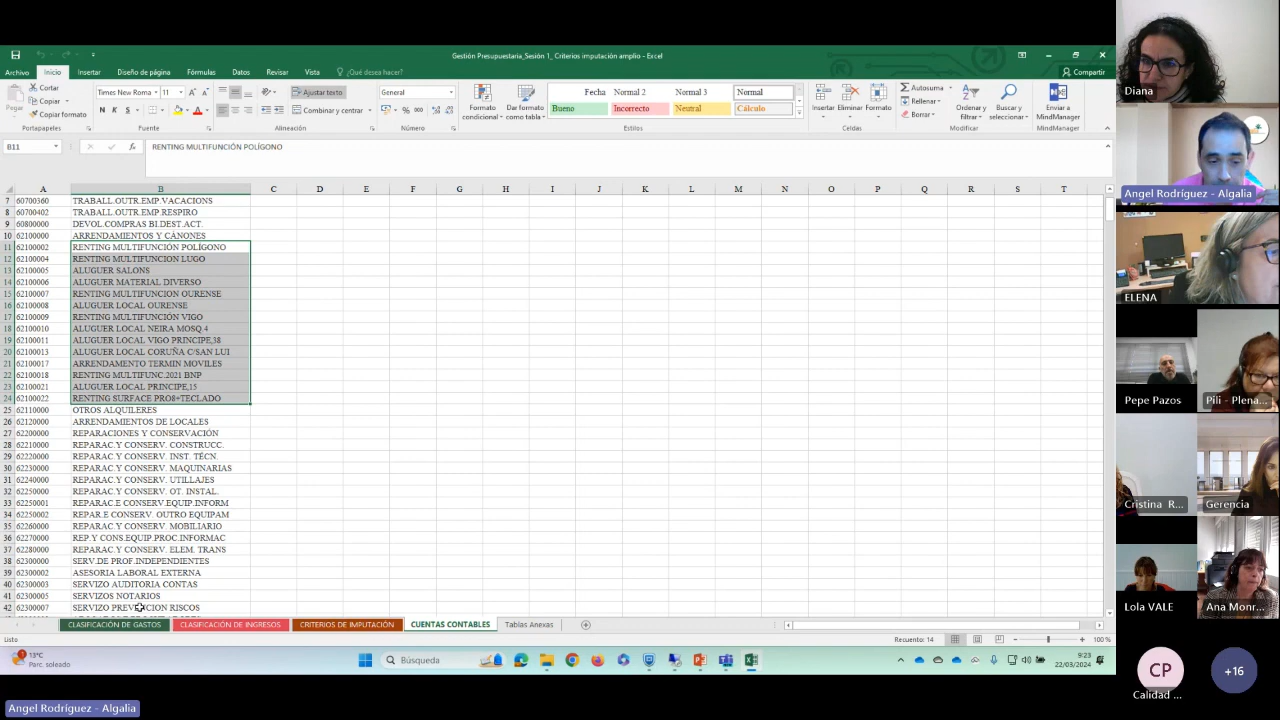 Gestión Presupuestaria_Sesión 1_ Criterios imputación amplio - Excel
Archivo Inicio Insertar Diseño de página Fórmulas Datos Revisar Vista ¿Qué desea hacer? Compartir
Pegar
Cortar
Copiar
Copiar formato
Portapapeles
Times New Roma 11
N K S
Fuente
Ajustar texto
Combinar y centrar
Alineación
General
Número
Formato condicional
Dar formato como tabla
Fecha Normal 2 Normal 3 Normal
Bueno Incorrecto Neutral Cálculo
Estilos
Insertar Eliminar Formato
Celdas
Autosuma
Rellenar
Borrar
Ordenar y filtrar
Buscar y seleccionar
Modificar
Enviar a MindManager
MindManager
B11 RENTING MULTIFUNCIÓN POLÍGONO
A B C D E F G H I J K L M N O P Q R S T
7 60700360 TRABALL.OUTR.EMP.VACACIONS
8 60700402 TRABALL.OUTR.EMP.RESPIRO
9 60800000 DEVOL.COMPRAS BI.DEST.ACT.
10 62100000 ARRENDAMIENTOS Y CÁNONES
11 62100002 RENTING MULTIFUNCIÓN POLÍGONO
12 62100004 RENTING MULTIFUNCION LUGO
13 62100005 ALUGUER SALONS
14 62100006 ALUGUER MATERIAL DIVERSO
15 62100007 RENTING MULTIFUNCION OURENSE
16 62100008 ALUGUER LOCAL OURENSE
17 62100009 RENTING MULTIFUNCIÓN VIGO
18 62100010 ALUGUER LOCAL NEIRA MOSQ.4
19 62100011 ALUGUER LOCAL VIGO PRINCIPE,38
20 62100013 ALUGUER LOCAL CORUÑA C/SAN LUI
21 62100017 ARRENDAMENTO TERMIN MOVILES
22 62100018 RENTING MULTIFUNC.2021 BNP
23 62100021 ALUGUER LOCAL PRINCIPE,15
24 62100022 RENTING SURFACE PRO8+TECLADO
25 62110000 OTROS ALQUILERES
26 62120000 ARRENDAMIENTOS DE LOCALES
27 62200000 REPARACIONES Y CONSERVACIÓN
28 62210000 REPARAC.Y CONSERV. CONSTRUCC.
29 62220000 REPARAC.Y CONSERV. INST. TÉCN.
30 62230000 REPARAC.Y CONSERV. MAQUINARIAS
31 62240000 REPARAC.Y CONSERV. UTILLAJES
32 62250000 REPARAC.Y CONSERV. OT. INSTAL.
33 62250001 REPARAC.E CONSERV.EQUIP.INFORM
34 62250002 REPAR.E CONSERV. OUTRO EQUIPAM
35 62260000 REPARAC.Y CONSERV. MOBILIARIO
36 62270000 REP.Y CONS.EQUIP.PROC.INFORMAC
37 62280000 REPARAC.Y CONSERV. ELEM. TRANS
38 62300000 SERV.DE PROF.INDEPENDIENTES
39 62300002 ASESORIA LABORAL EXTERNA
40 62300003 SERVIZO AUDITORIA CONTAS
41 62300005 SERVIZOS NOTARIOS
42 62300007 SERVIZO PREVENCION RISCOS
CLASIFICACIÓN DE GASTOS CLASIFICACIÓN DE INGRESOS CRITERIOS DE IMPUTACIÓN CUENTAS CONTABLES Tablas Anexas
Listo Recuento: 14 100 %
13°C
Parc. soleado
Búsqueda
9:23
22/03/2024
Angel Rodríguez - Algalia
Diana
Angel Rodríguez - Algalia
ELENA
Pepe Pazos
Pili - Plena...
Cristina R...
Gerencia
Lola VALE
Ana Monr...
CP
Calidad ...
+16